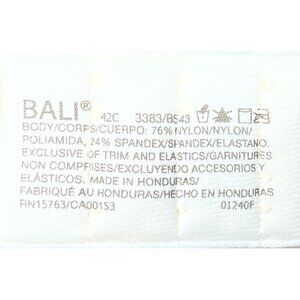 BALI® 42C 3383/B543
BODY/CORPS/CUERPO: 76% NYLON/NYLON/
POLIAMIDA, 24% SPANDEX/SPANDEX/ELASTANO.
EXCLUSIVE OF TRIM AND ELASTICS/GARNITURES
NON COMPRISES/EXCLUYENDO ACCESORIOS Y
ELÁSTICOS. MADE IN HONDURAS/
FABRIQUÉ AU HONDURAS/HECHO EN HONDURAS
RN15763/CA00153 01240F